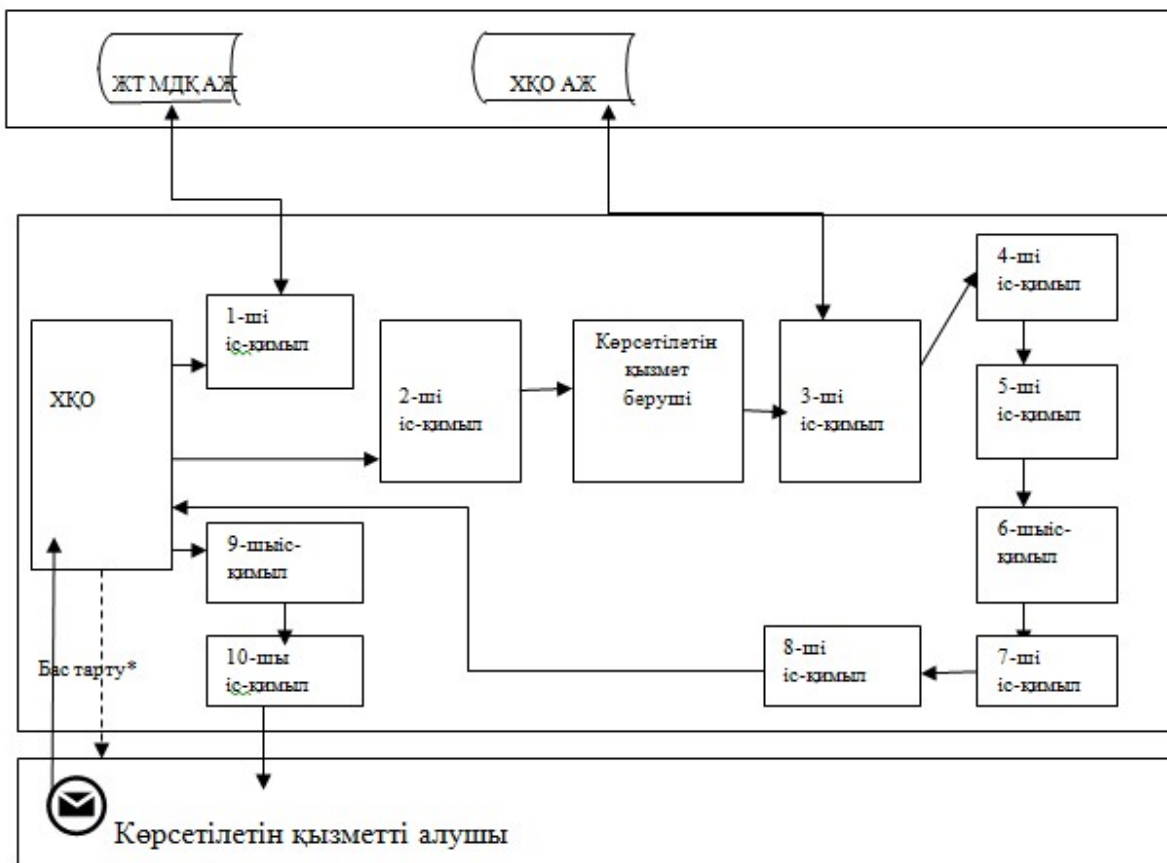 ЖТ МДҚ АЖ
ХҚО АЖ
4-ші
іс-қимыл
1-ші
іс-қимыл
ХҚО
2-ші
іс-қимыл
Көрсетілетін
қызмет
беруші
3-ші
іс-қимыл
5-ші
іс-қимыл
6-шыіс-
қимыл
9-шыіс-
қимыл
10-шы
іс-қимыл
8-ші
іс-қимыл
7-ші
іс-қимыл
Бас тарту*
Көрсетілетін қызметті алушы